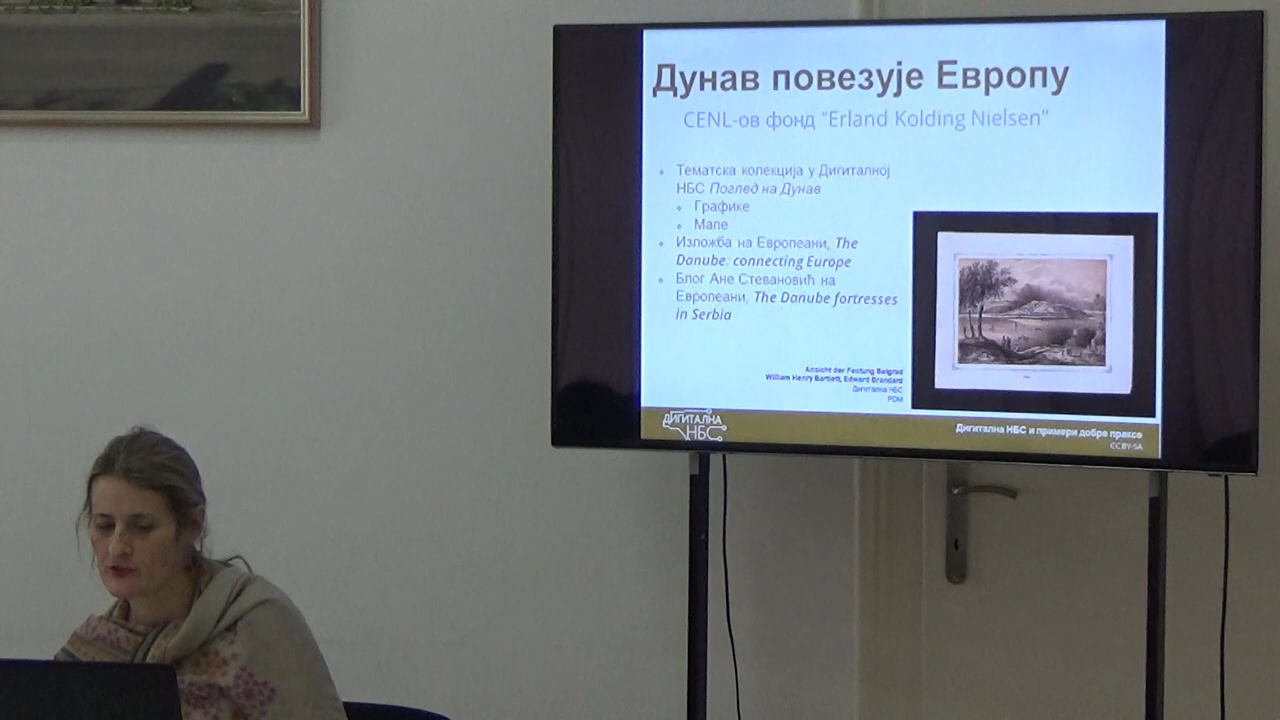 Дунав повезује Европу
CENL-ов фонд "Erland Kolding Nielsen"
Тематска колекција у Дигиталној
НБС Поглед на Дунав
Графике
Мапе
Изложба на Европеани, The
Danube: connecting Europe
Блог Ане Стевановић на
Европеани, The Danube fortresses
in Serbia
Ansicht der Festung Belgrad
William Henry Bartlett, Edward Brandard
Дигитална НБС
PDM
ДИГИТАЛНА
НБС
Дигитална НБС и примери добре праксе
CC BY-SA